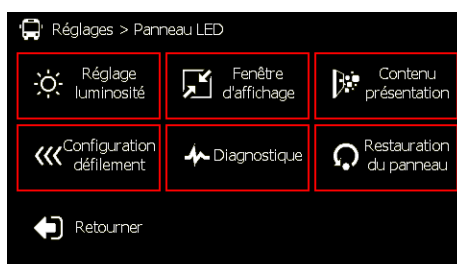 Réglages > Panneau LED
Réglage
luminosité
Fenêtre
d'affichage
Contenu
présentation
Configuration
défilement
Diagnostique
Restauration
du panneau
Retourner